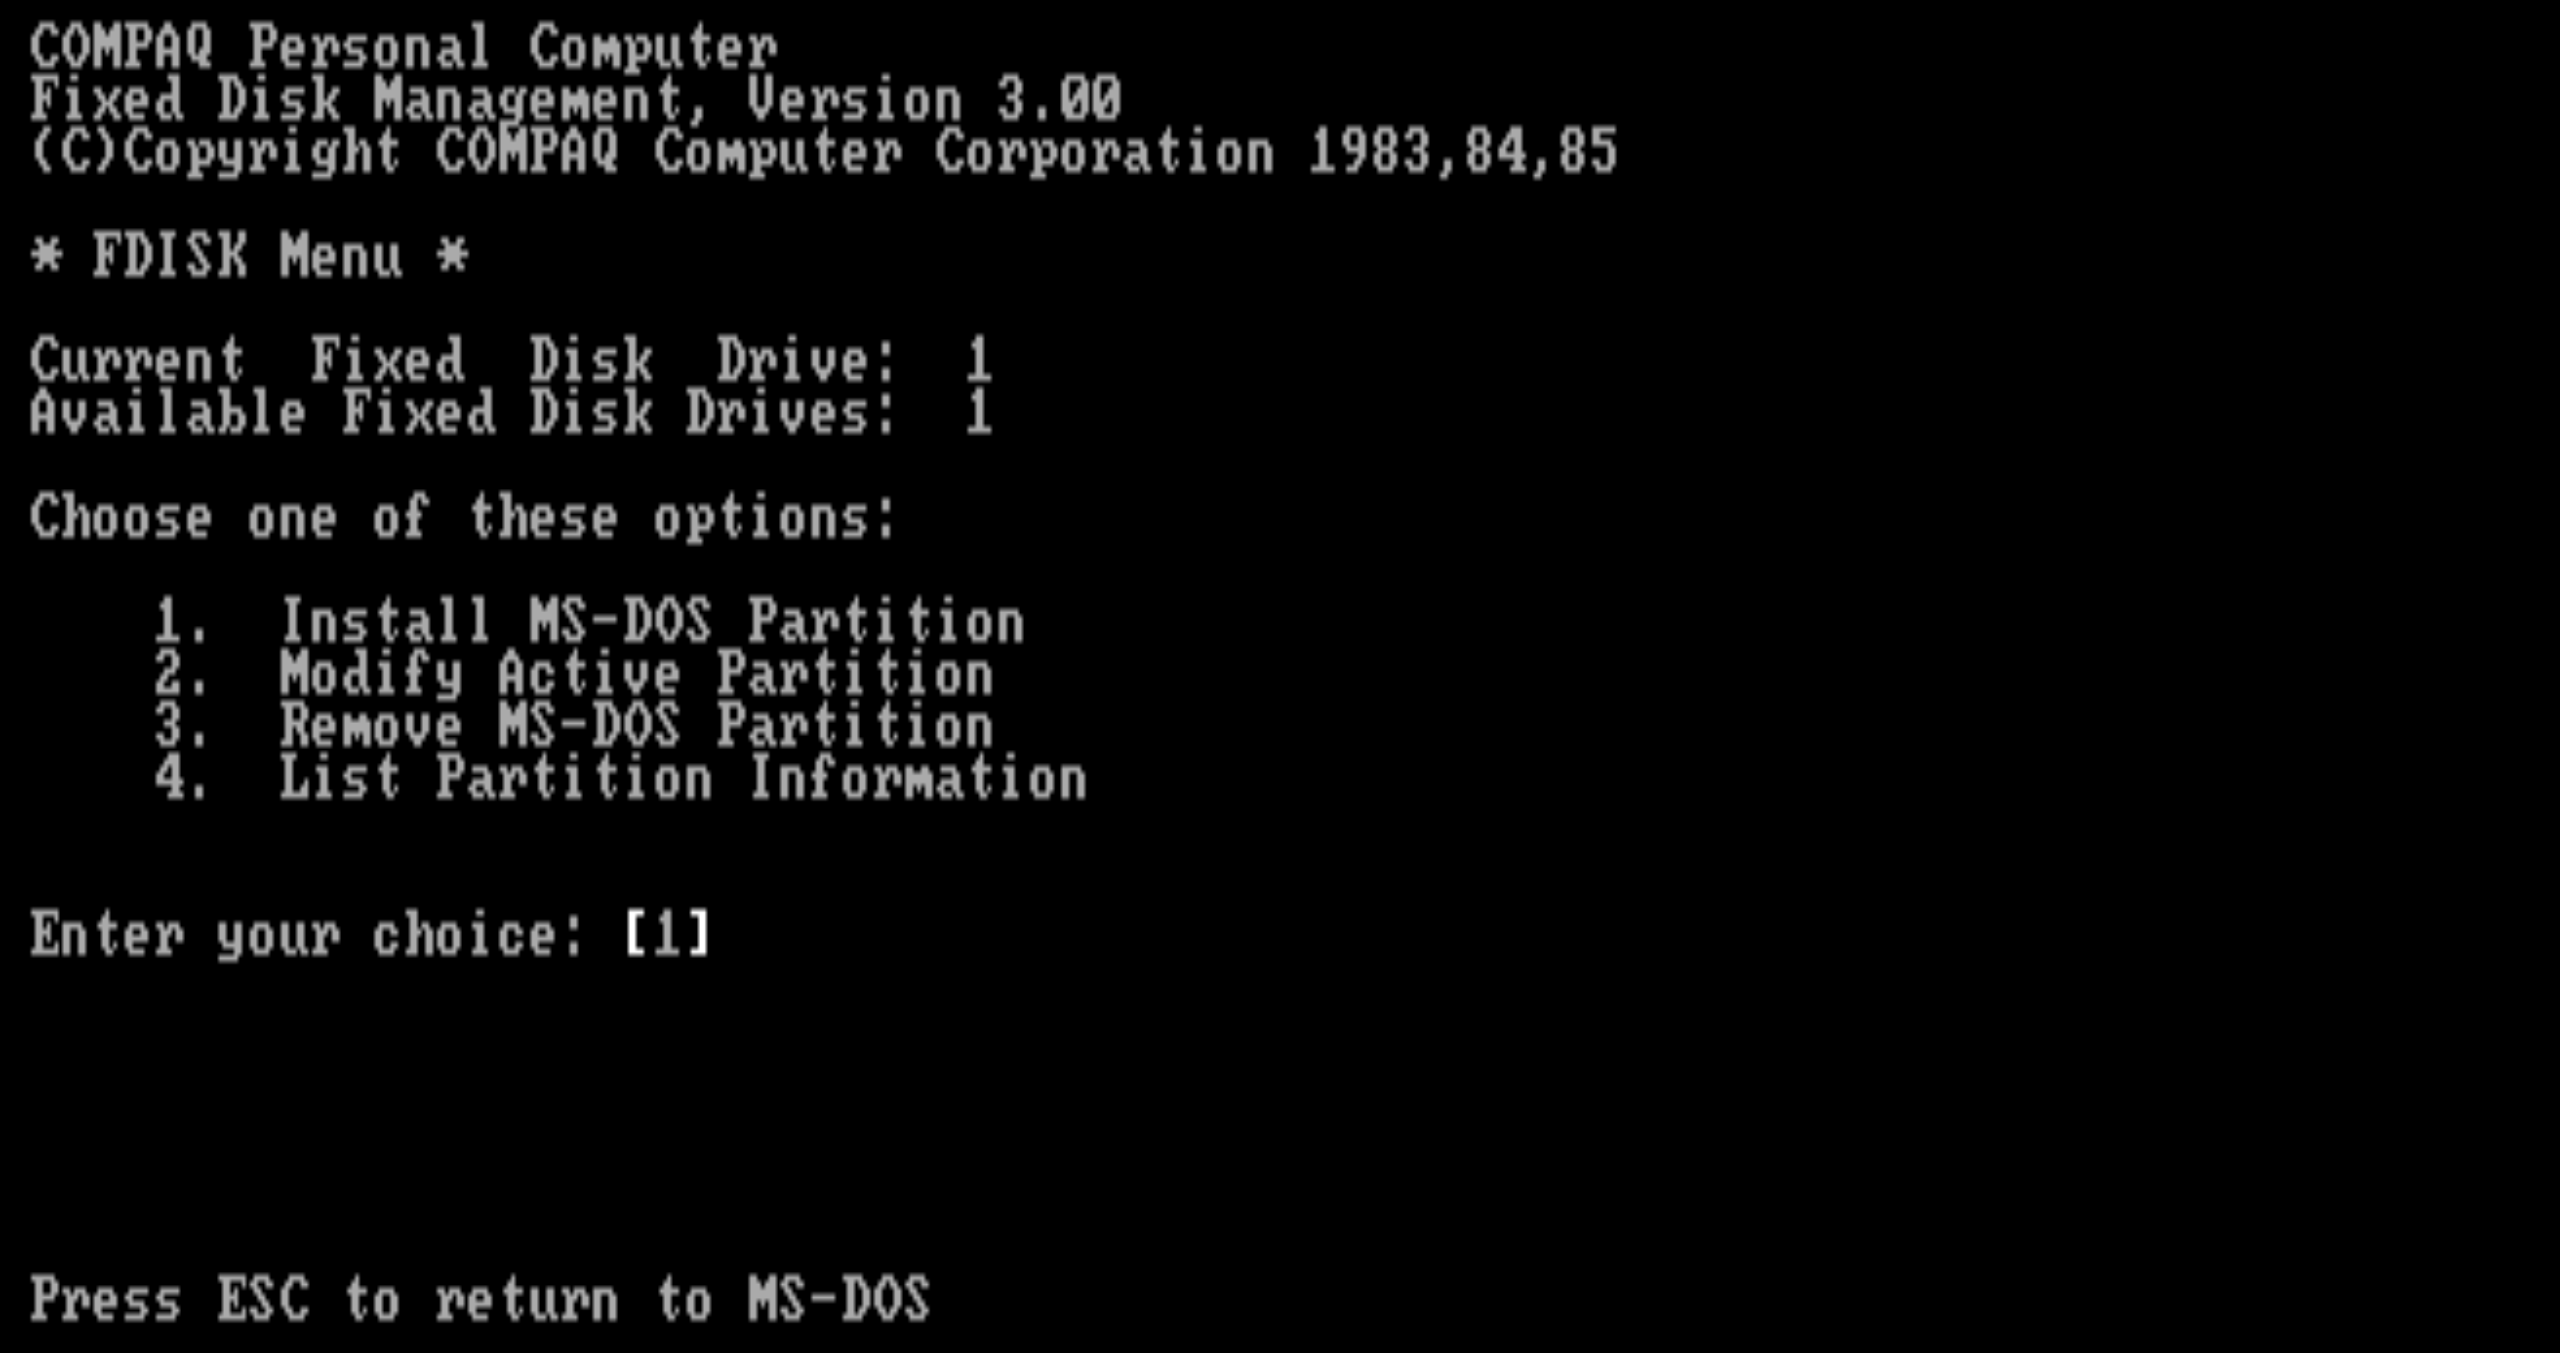 COMPAQ Personal Computer
Fixed Disk Management, Version 3.00
(C)Copyright COMPAQ Computer Corporation 1983,84,85
* FDISK Menu *
Current  Fixed  Disk  Drive:  1
Available Fixed Disk Drives:  1
Choose one of these options:
1.  Install MS-DOS Partition
2.  Modify Active Partition
3.  Remove MS-DOS Partition
4.  List Partition Information
Enter your choice: [1]
Press ESC to return to MS-DOS